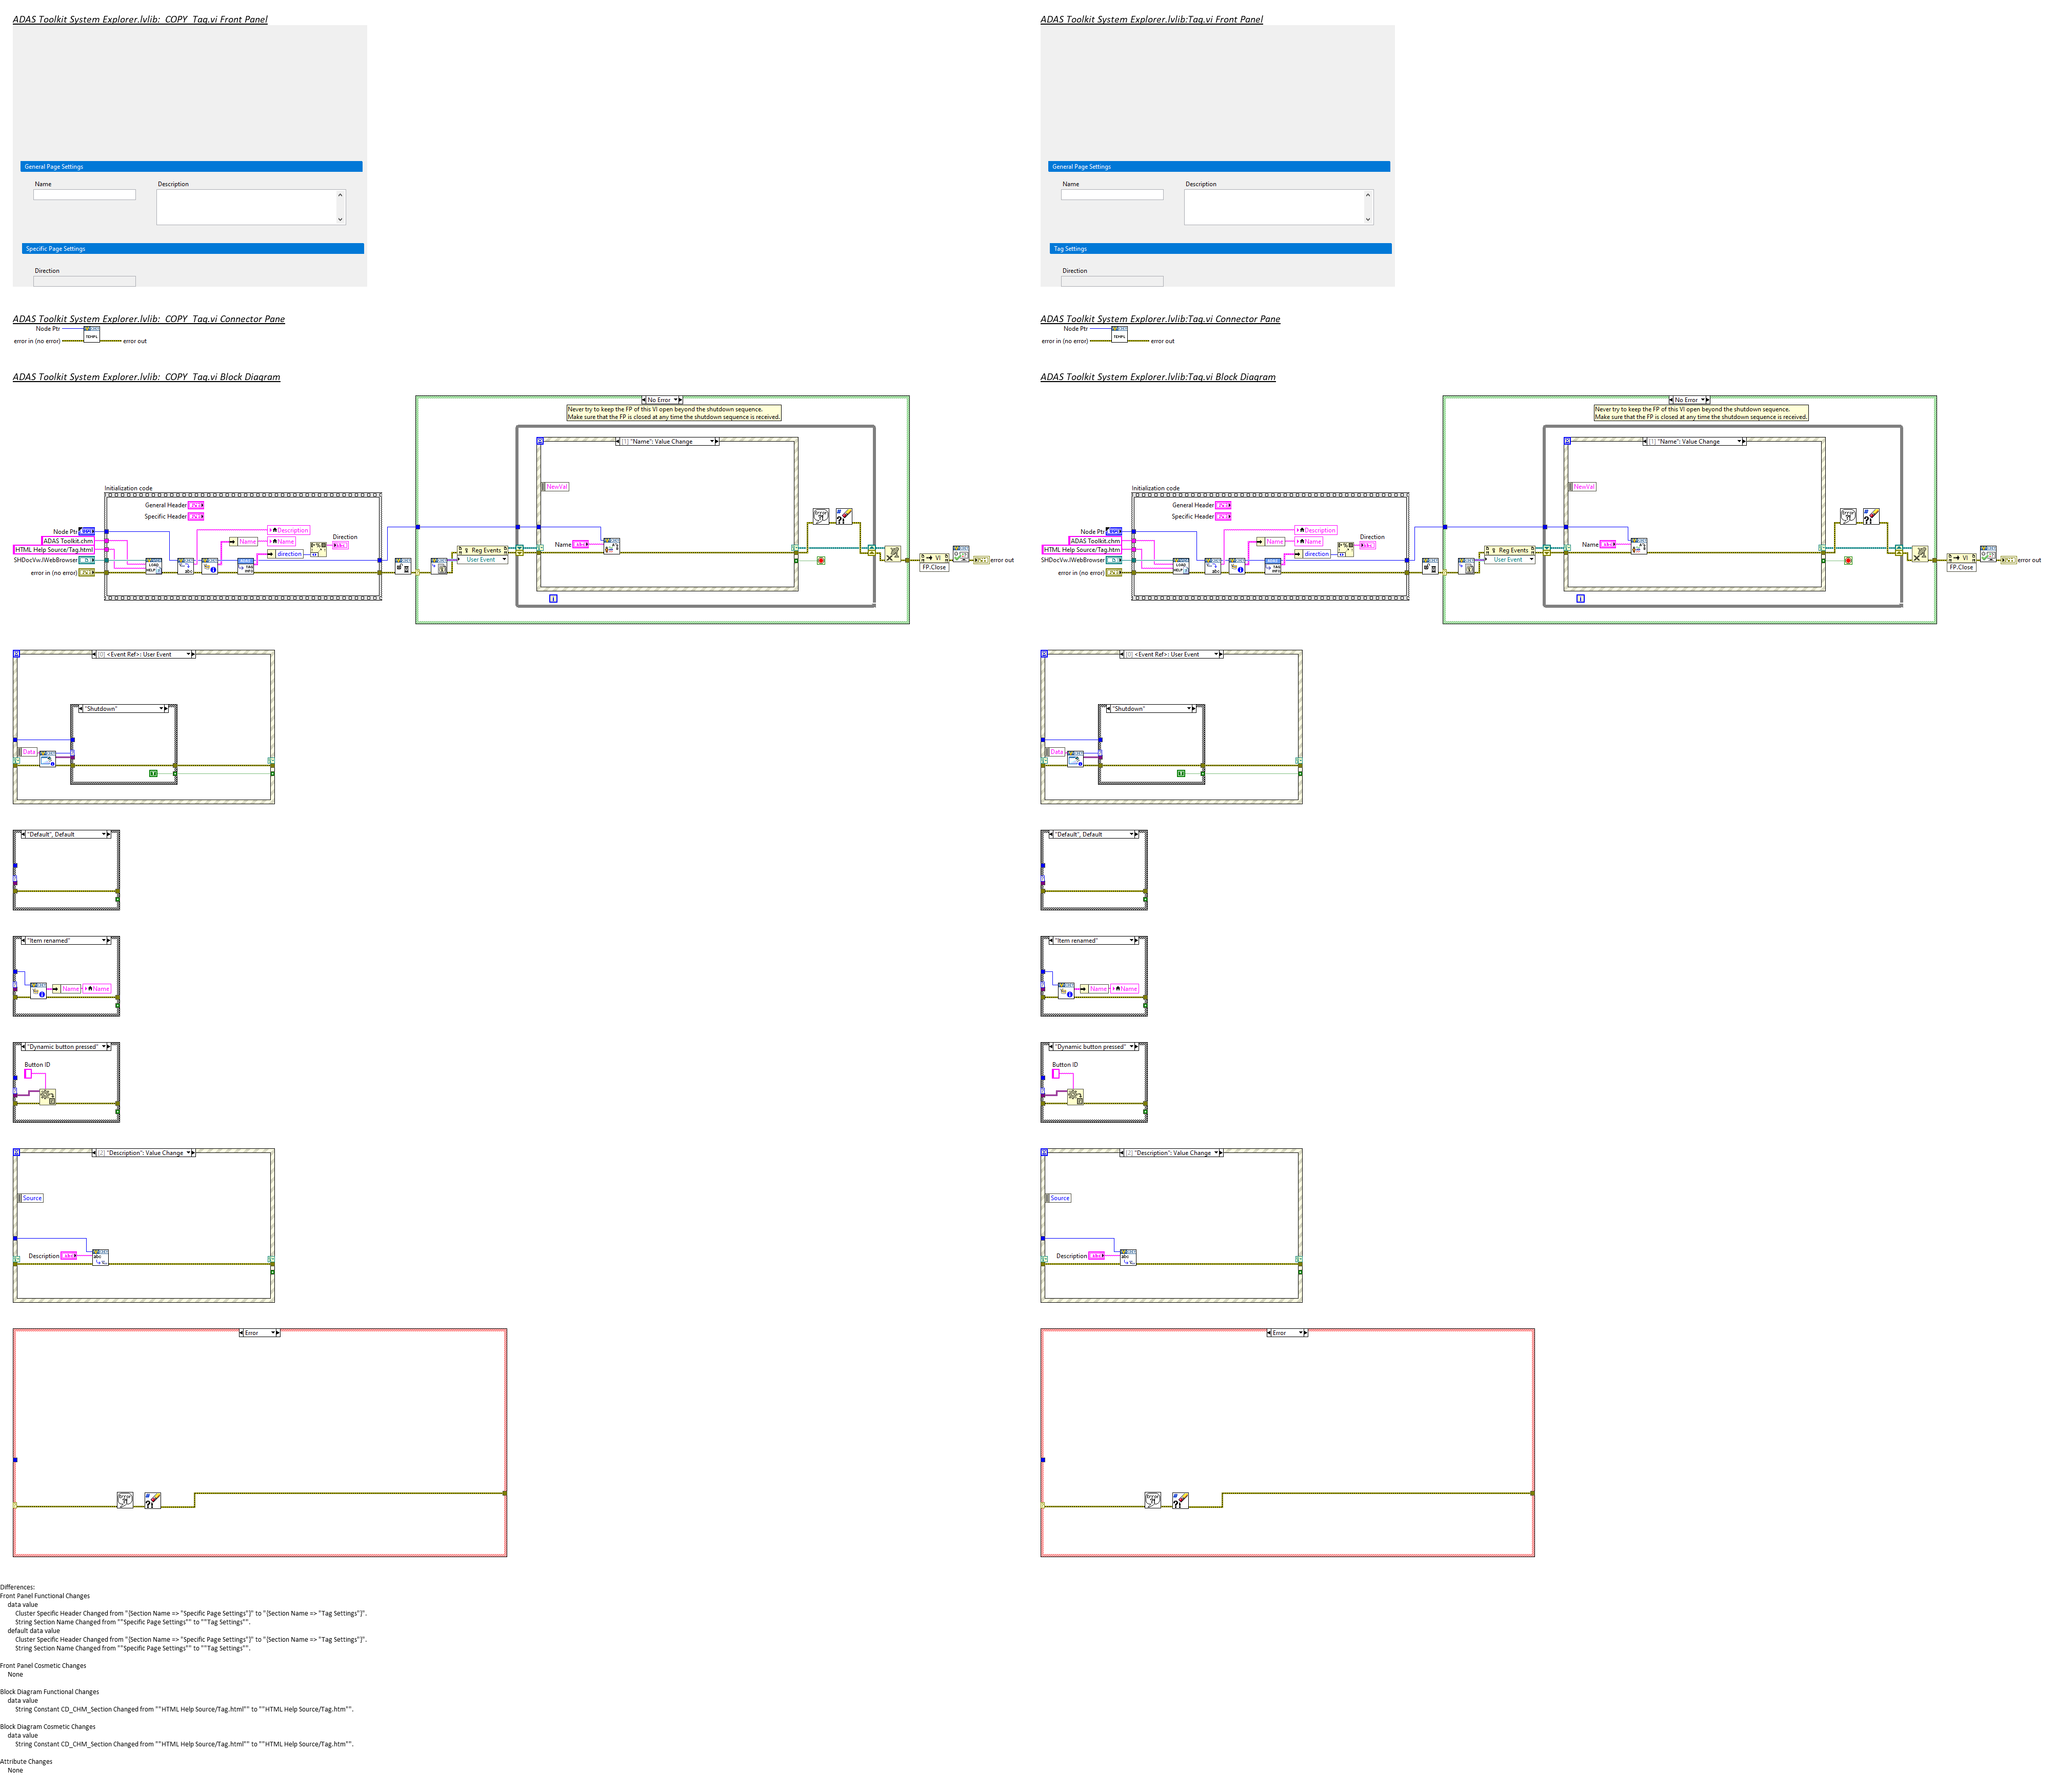 ADAS Toolkit System Explorer.lvlib:_COPY_Tag.vi Front Panel
General Page Settings
Name
Description
Specific Page Settings
Direction
ADAS Toolkit System Explorer.lvlib:_COPY_Tag.vi Connector Pane
Node Ptr
error in (no error)
error out
ADAS Toolkit System Explorer.lvlib:_COPY_Tag.vi Block Diagram
No Error
Never try to keep the FP of this VI open beyond the shutdown sequence.
Make sure that the FP is closed at any time the shutdown sequence is received.
[1] "Name": Value Change
NewVal
Initialization code
General Header
Specific Header
Node Ptr
ADAS Toolkit.chm
HTML Help Source/Tag.html
SHDocVw.IWebBrowser
error in (no error)
Description
Name
Name
direction
Direction
Reg Events
User Event
Name
FP.Close
error out
[0] <Event Ref>: User Event
"Shutdown"
Data
"Default", Default
"Item renamed"
Name
Name
"Dynamic button pressed"
Button ID
[2] "Description": Value Change
Source
Description
Error
ADAS Toolkit System Explorer.lvlib:Tag.vi Front Panel
General Page Settings
Name
Description
Tag Settings
Direction
ADAS Toolkit System Explorer.lvlib:Tag.vi Connector Pane
Node Ptr
error in (no error)
error out
ADAS Toolkit System Explorer.lvlib:Tag.vi Block Diagram
No Error
Never try to keep the FP of this VI open beyond the shutdown sequence.
Make sure that the FP is closed at any time the shutdown sequence is received.
[1] "Name": Value Change
NewVal
Initialization code
General Header
Specific Header
Node Ptr
ADAS Toolkit.chm
HTML Help Source/Tag.htm
SHDocVw.IWebBrowser
error in (no error)
Description
Name
Name
direction
Direction
Reg Events
User Event
Name
FP.Close
error out
[0] <Event Ref>: User Event
"Shutdown"
Data
"Default", Default
"Item renamed"
Name
Name
"Dynamic button pressed"
Button ID
[2] "Description": Value Change
Source
Description
Error
Differences:
Front Panel Functional Changes
data value
Cluster Specific Header Changed from "{Section Name => "Specific Page Settings"}" to "{Section Name => "Tag Settings"}".
String Section Name Changed from ""Specific Page Settings"" to ""Tag Settings"".
default data value
Cluster Specific Header Changed from "{Section Name => "Specific Page Settings"}" to "{Section Name => "Tag Settings"}".
String Section Name Changed from ""Specific Page Settings"" to ""Tag Settings"".
Front Panel Cosmetic Changes
None
Block Diagram Functional Changes
data value
String Constant CD_CHM_Section Changed from ""HTML Help Source/Tag.html"" to ""HTML Help Source/Tag.htm"".
Block Diagram Cosmetic Changes
data value
String Constant CD_CHM_Section Changed from ""HTML Help Source/Tag.html"" to ""HTML Help Source/Tag.htm"".
Attribute Changes
None